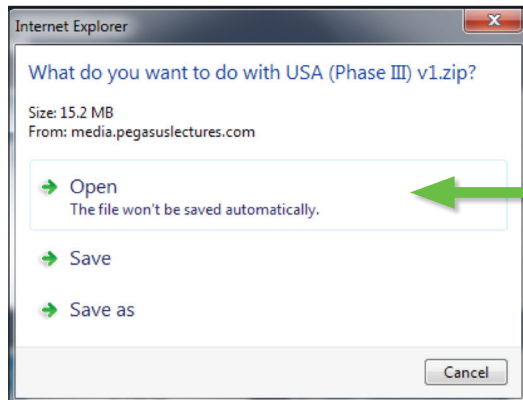 Internet Explorer
What do you want to do with USA (Phase III) v1.zip?
Size: 15.2 MB
From: media.pegasuslectures.com
Open
The file won't be saved automatically.
Save
Save as
Cancel